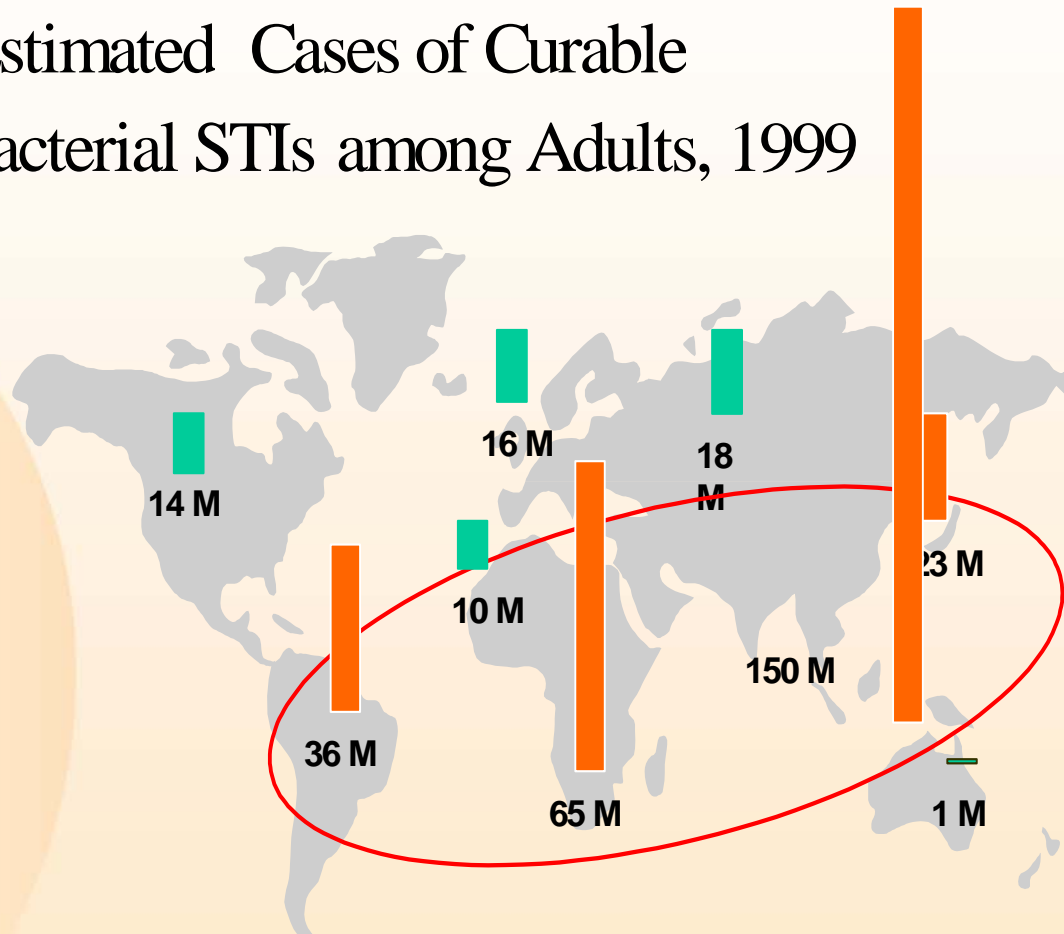 stimated Cases of Curable
acterial STIs among Adults, 1999
16 M
18
M
14 M
23 M
10 M
150 M
36 M
65 M
1 M